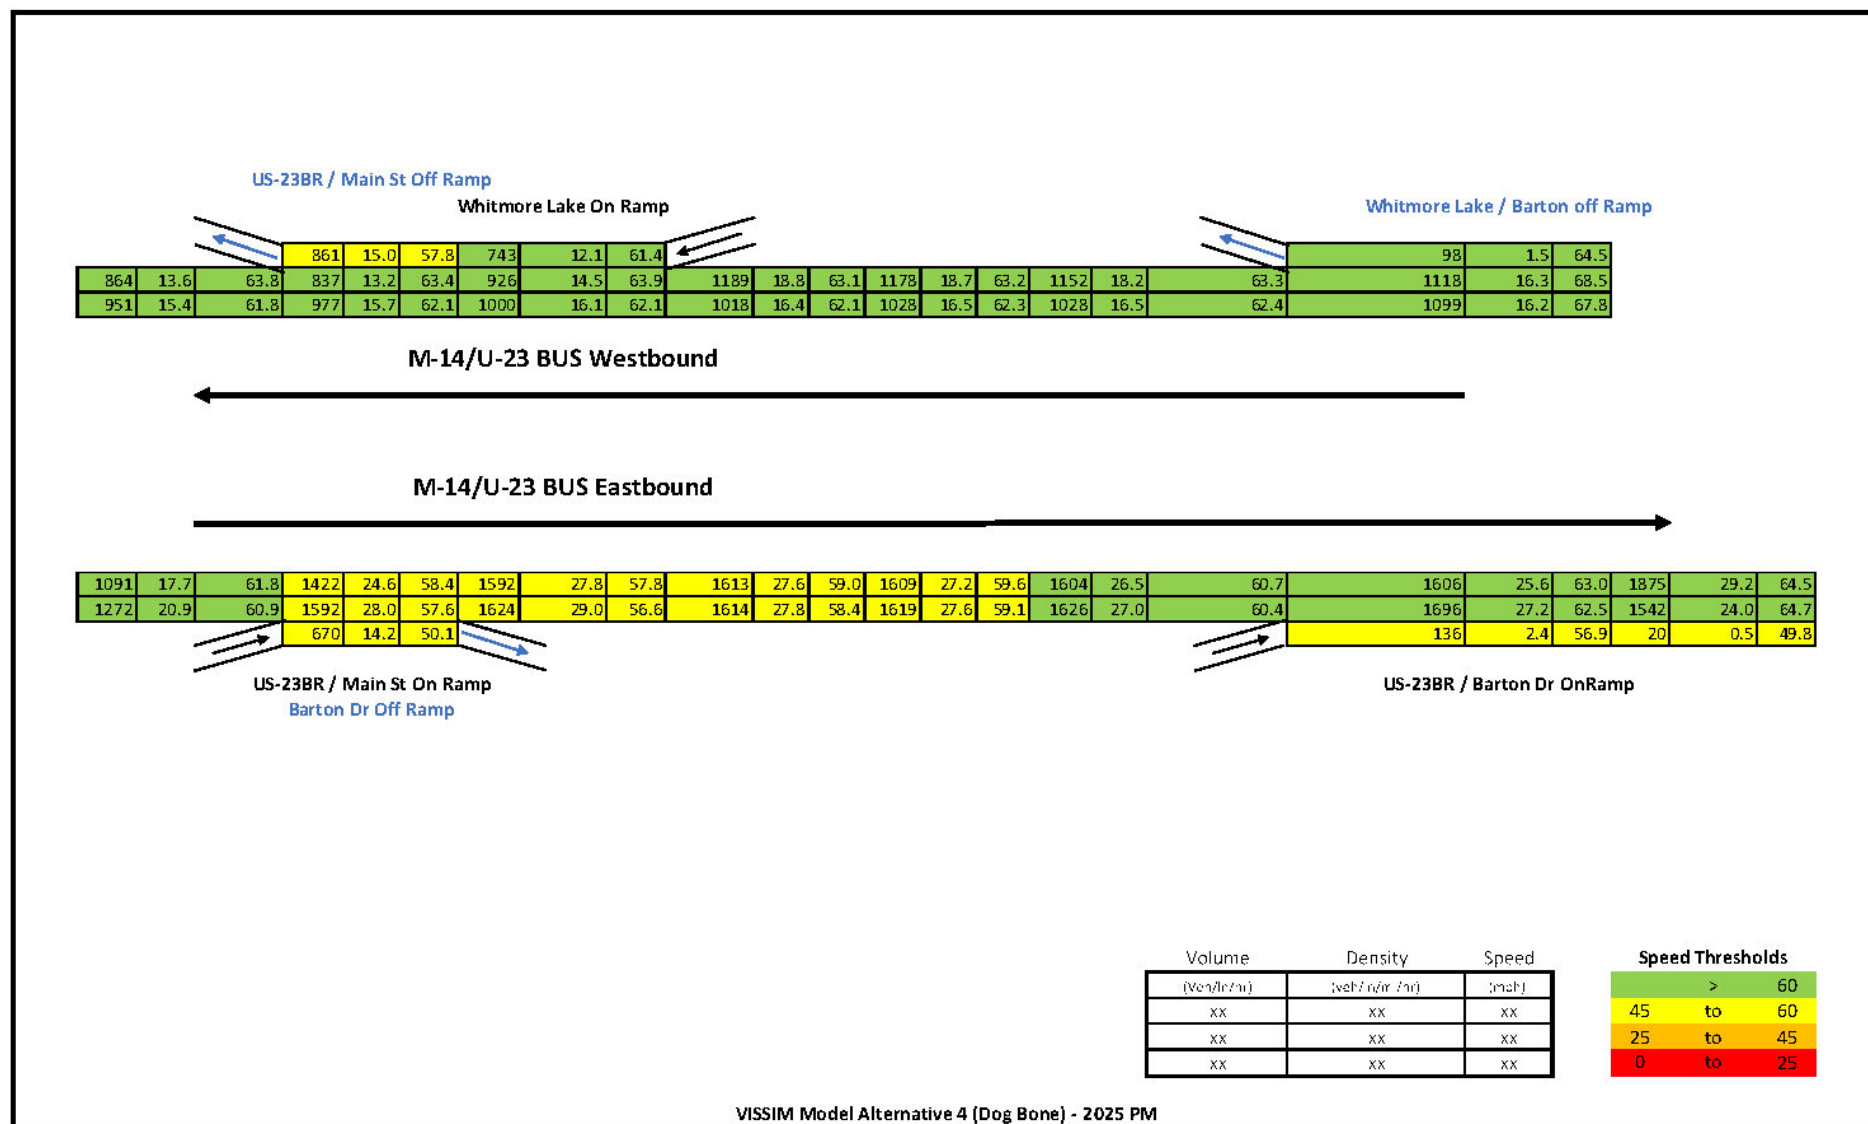 US-23BR / Main St Off Ramp
Whitmore Lake On Ramp
Whitmore Lake / Barton off Ramp
861 15.0 57.8 743 12.1 61.4 98 1.5 64.5
864 13.6 63.8 837 13.2 63.4 926 14.5 63.9 1189 18.8 63.1 1178 18.7 63.2 1152 18.2 63.3 1118 16.3 68.5
951 15.4 61.8 977 15.7 62.1 1000 16.1 62.1 1018 16.4 62.1 1028 16.5 62.3 1028 16.5 62.4 1099 16.2 67.8
M-14/U-23 BUS Westbound
M-14/U-23 BUS Eastbound
1091 17.7 61.8 1422 24.6 58.4 1592 27.8 57.8 1613 27.6 59.0 1609 27.2 59.6 1604 26.5 60.7 1606 25.6 63.0 1875 29.2 64.5
1272 20.9 60.9 1592 28.0 57.6 1624 29.0 56.6 1614 27.8 58.4 1619 27.6 59.1 1626 27.0 60.4 1696 27.2 62.5 1542 24.0 64.7
670 14.2 50.1 136 2.4 56.9 20 0.5 49.8
US-23BR / Main St On Ramp
Barton Dr Off Ramp
US-23BR / Barton Dr OnRamp
Volume Density Speed
(Veh/ln/hr) (mph)
xx xx xx
xx xx xx
xx xx xx
Speed Thresholds
> 60
45 to 60
25 to 45
0 to 25
VISSIM Model Alternative 4 (Dog Bone) - 2025 PM